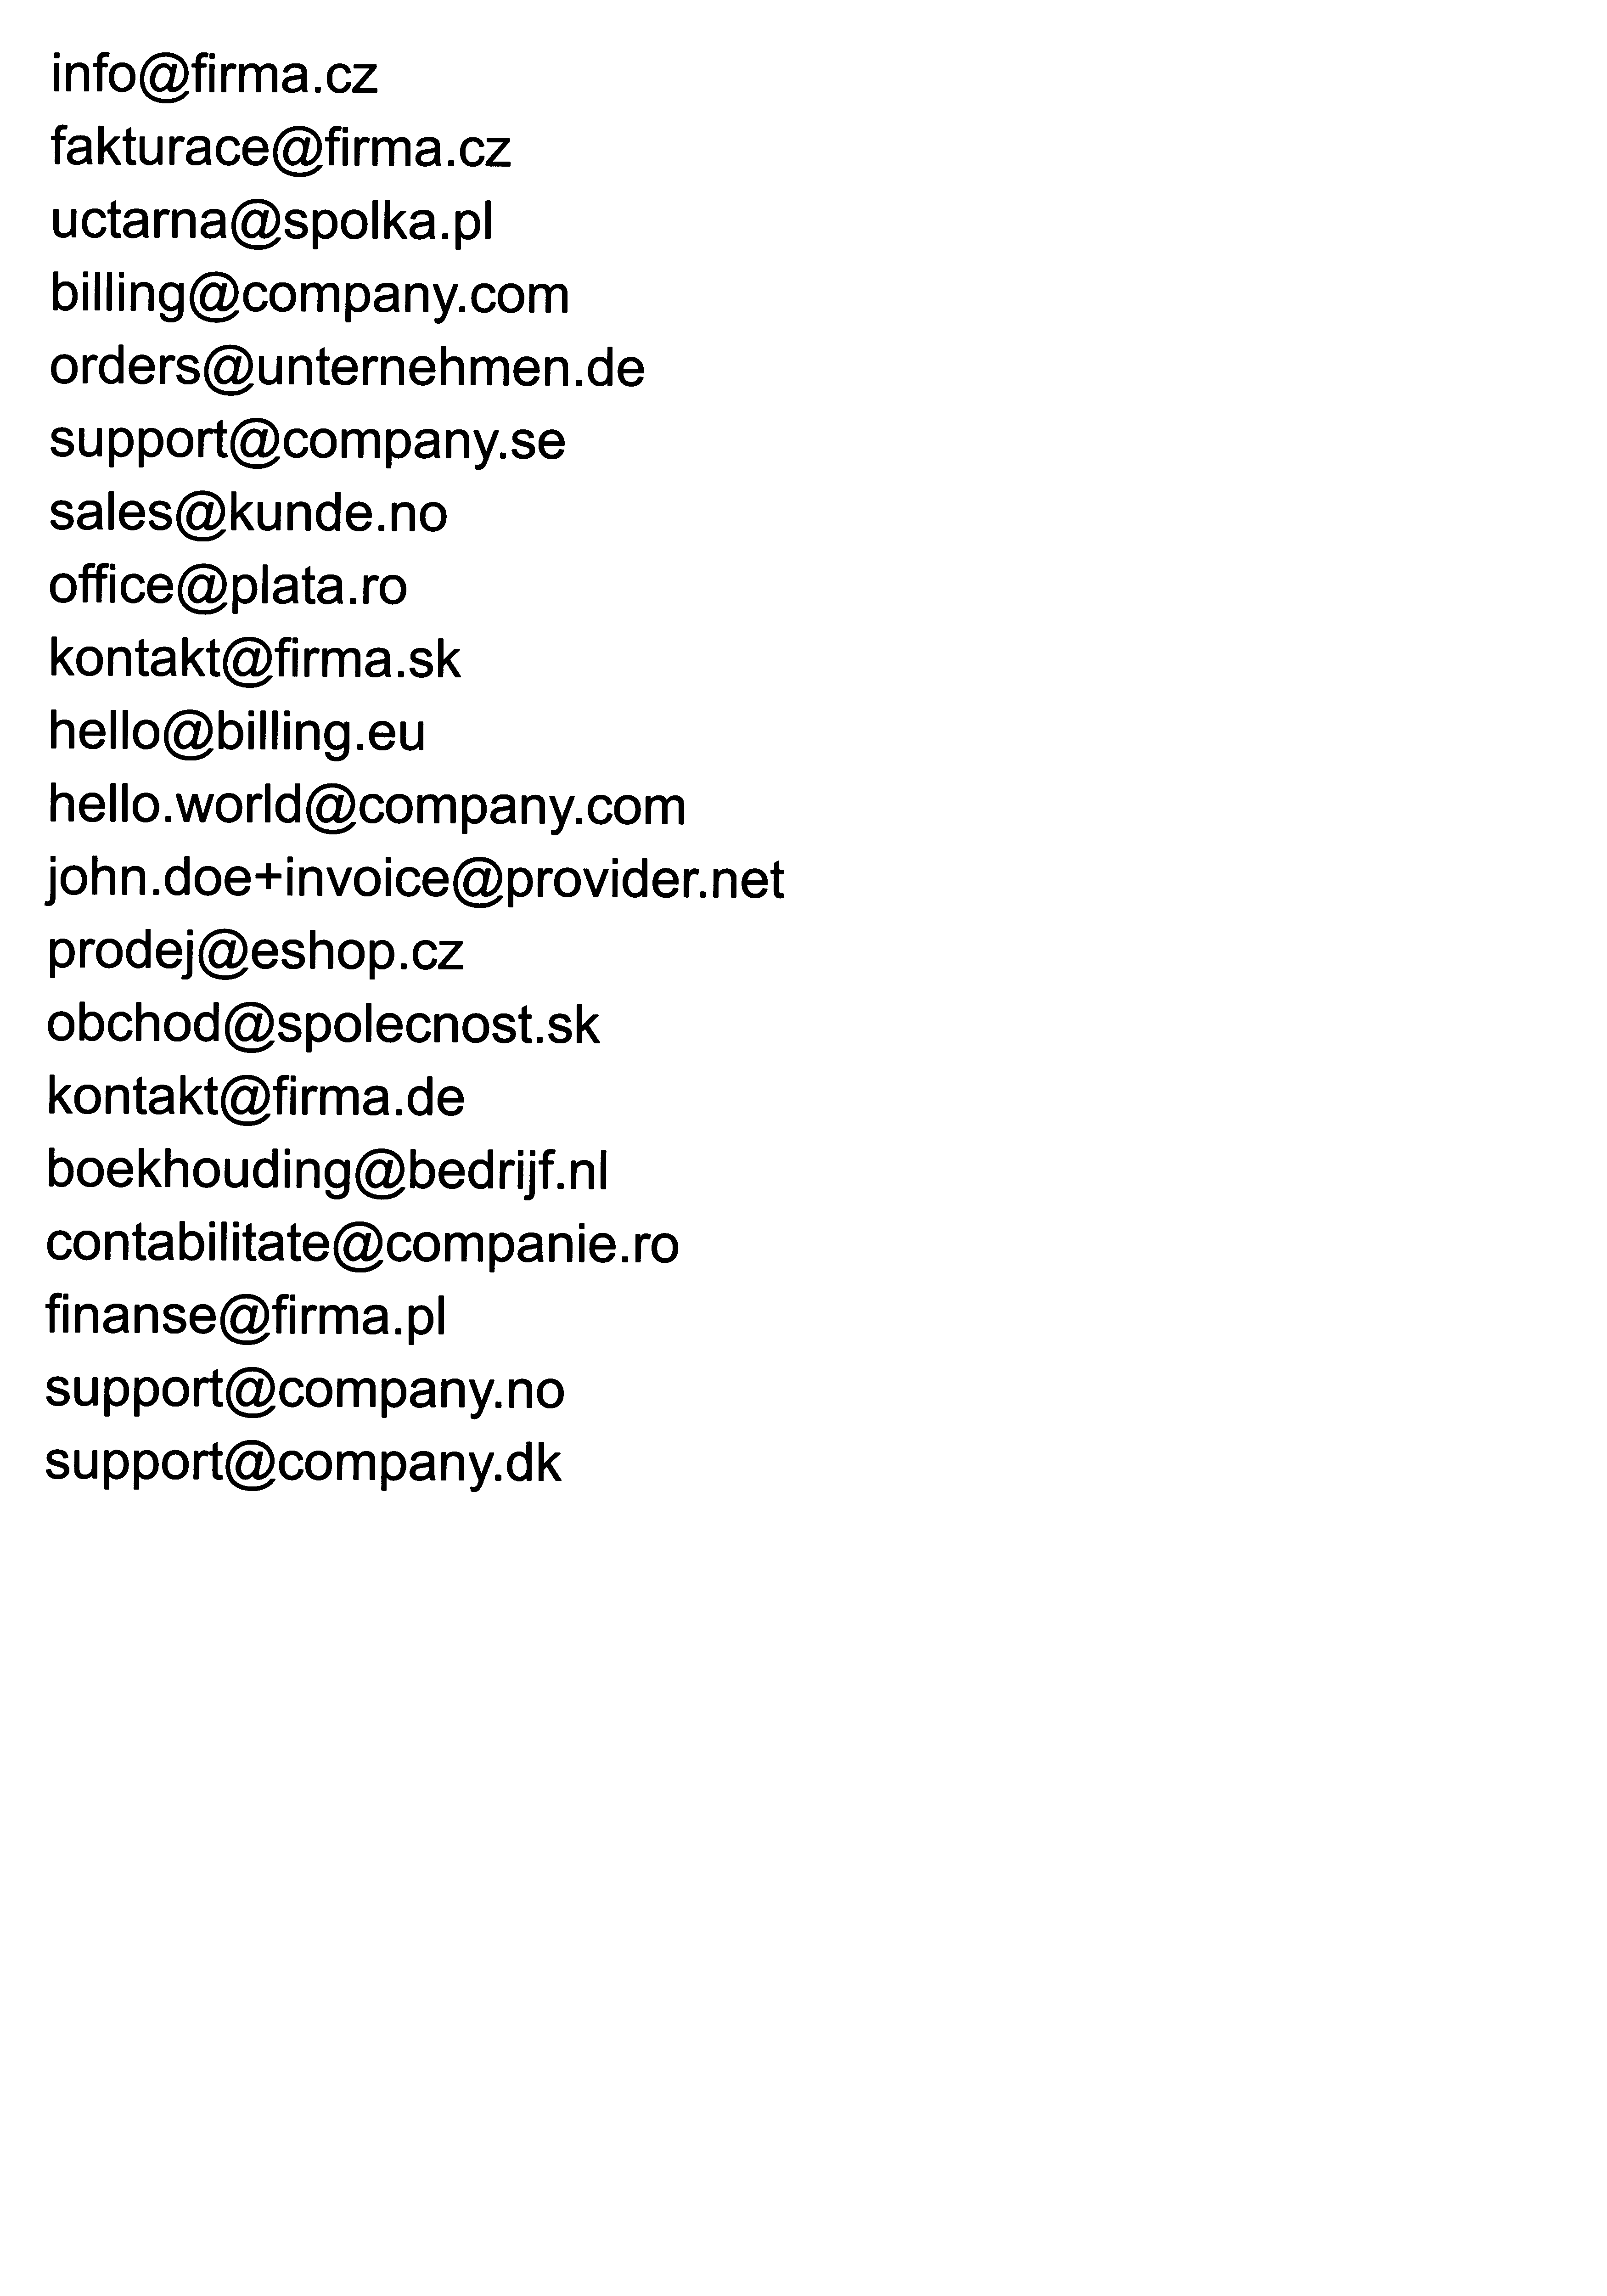 info@firma.cz
fakturace@firma.cz
uctarna@spolka.pl
billing@company.com
orders@unternehmen.de
support@company.se
sales@kunde.no
office@plata.ro
kontakt@firma.sk
hello@billing.eu
hello.world@company.com
john.doe+invoice@provider.net
prodej@eshop.cz
obchod@spolecnost.sk
kontakt@firma.de
boekhouding@bedrijf.nl
contabilitate@companie.ro
finanse@firma.pl
support@company.no
support@company.dk